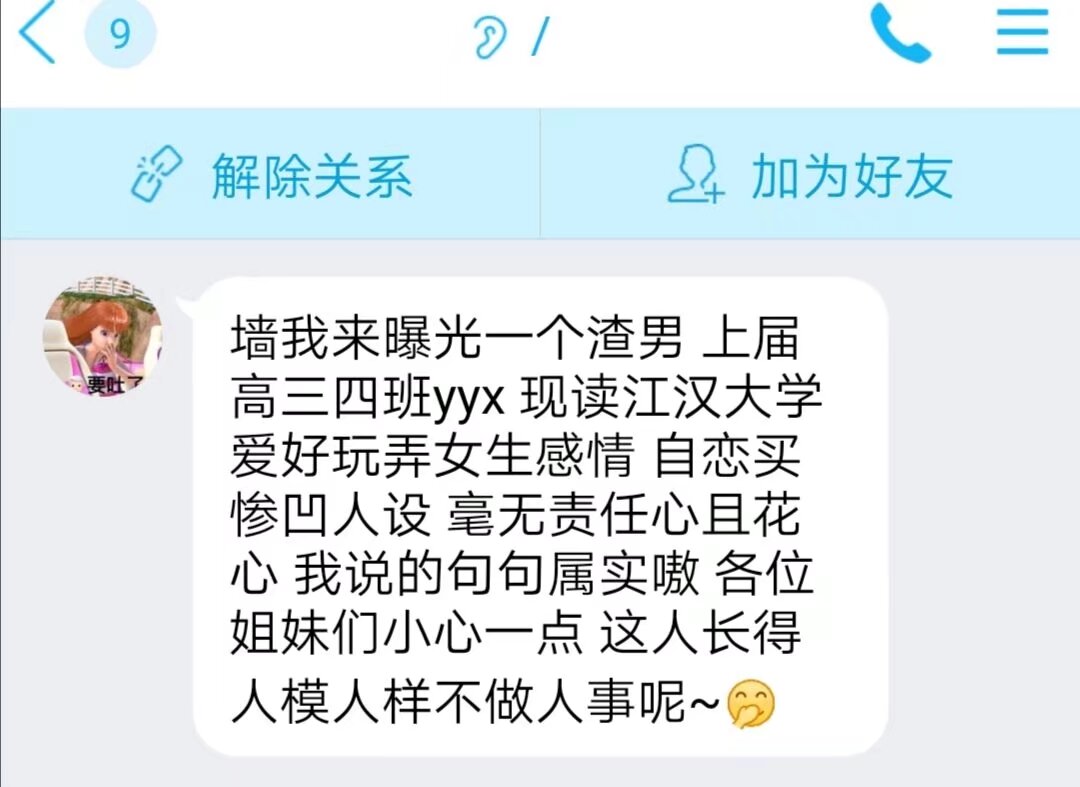 9
/
解除关系
加为好友
要吐了
墙我来曝光一个渣男 上届
高三四班yyx 现读江汉大学
爱好玩弄女生感情 自恋买
惨凹人设 毫无责任心且花
心 我说的句句属实嗷 各位
姐妹们小心一点 这人长得
人模人样不做人事呢~🤭